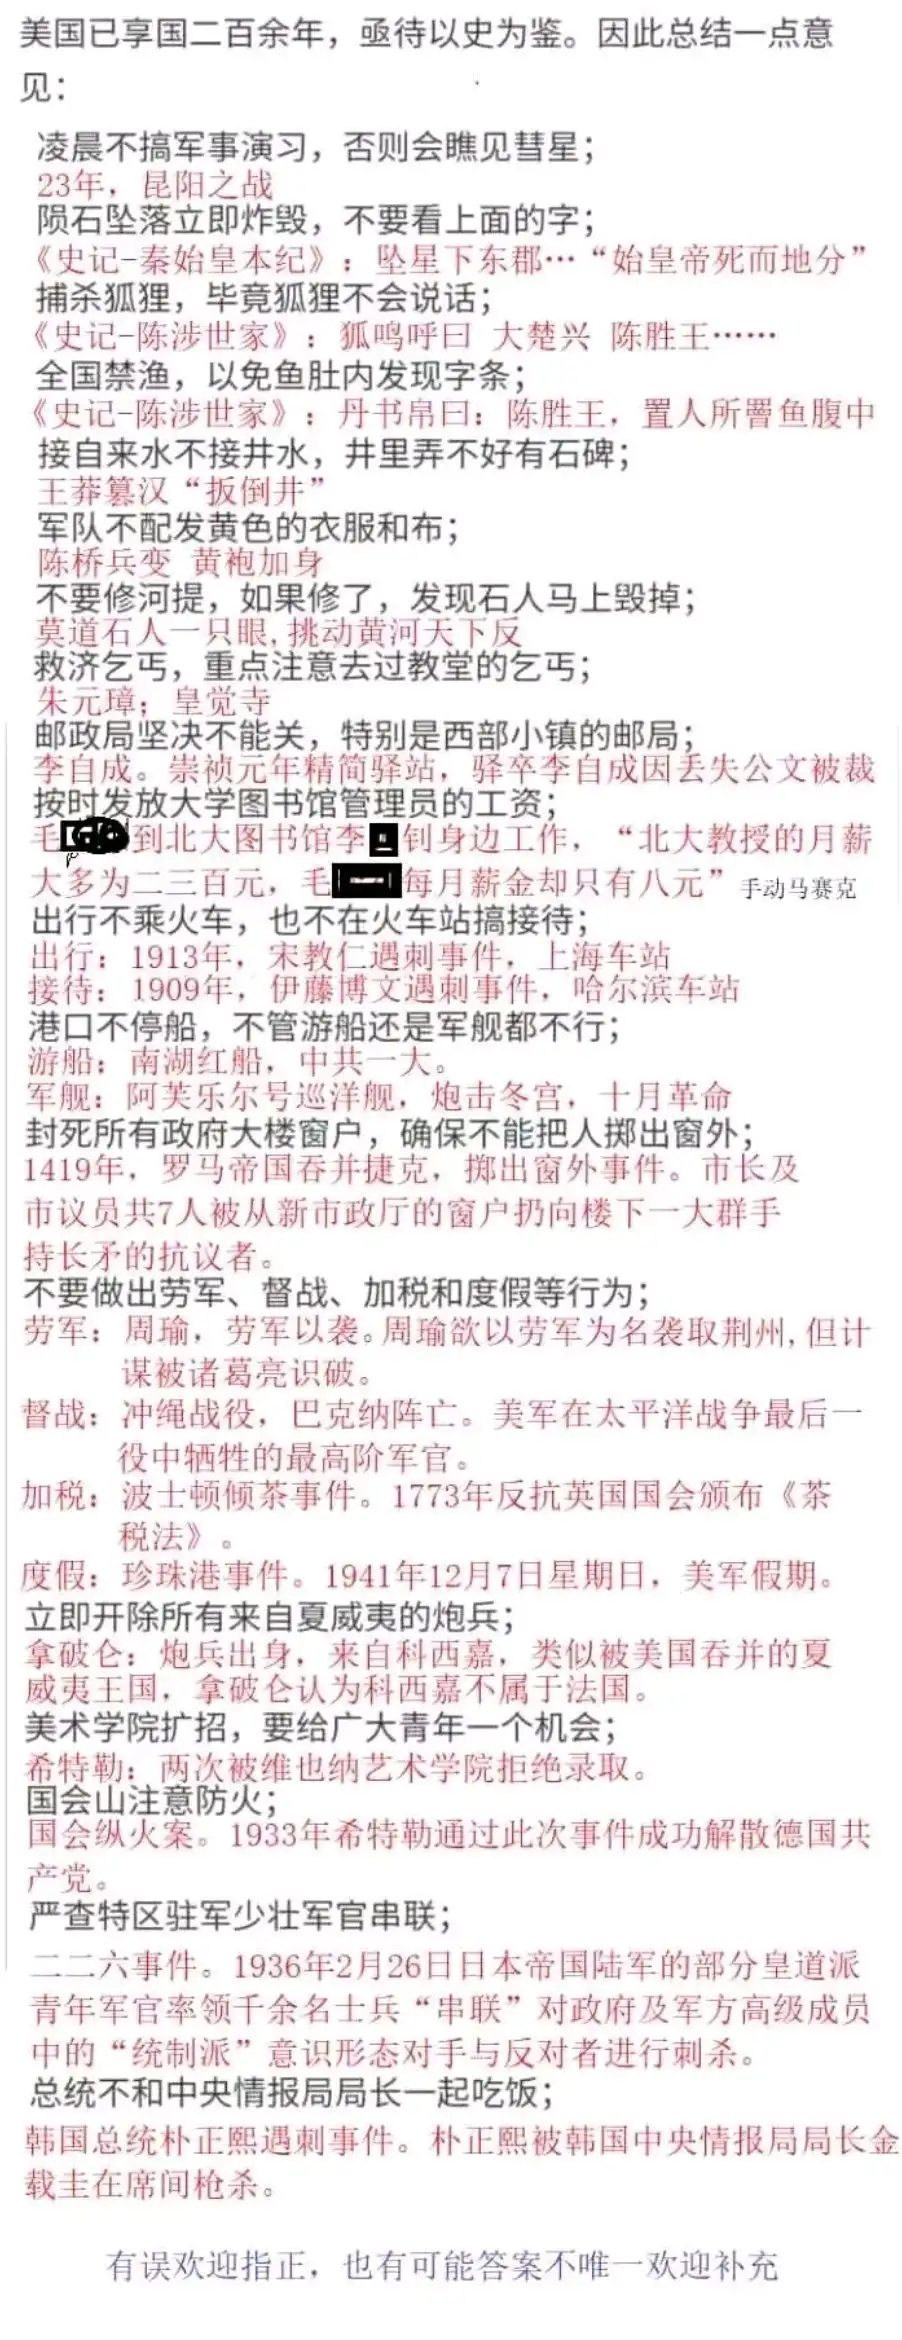 美国已享国二百余年，亟待以史为鉴。因此总结一点意
见：
凌晨不搞军事演习，否则会瞧见彗星；
23年，昆阳之战
陨石坠落立即炸毁，不要看上面的字；
《史记-秦始皇本纪》：坠星下东郡…“始皇帝死而地分”
捕杀狐狸，毕竟狐狸不会说话；
《史记-陈涉世家》：狐鸣呼曰 大楚兴 陈胜王……
全国禁渔，以免鱼肚内发现字条；
《史记-陈涉世家》：丹书帛曰：陈胜王，置人所罾鱼腹中
接自来水不接井水，井里弄不好有石碑；
王莽篡汉“扳倒井”
军队不配发黄色的衣服和布；
陈桥兵变 黄袍加身
不要修河提，如果修了，发现石人马上毁掉；
莫道石人一只眼,挑动黄河天下反
救济乞丐，重点注意去过教堂的乞丐；
朱元璋；皇觉寺
邮政局坚决不能关，特别是西部小镇的邮局；
李自成。崇祯元年精简驿站，驿卒李自成因丢失公文被裁
按时发放大学图书馆管理员的工资；
毛到北大图书馆李钊身边工作，“北大教授的月薪
大多为二三百元，毛每月薪金却只有八元”手动马赛克
出行不乘火车，也不在火车站搞接待；
出行：1913年，宋教仁遇刺事件，上海车站
接待：1909年，伊藤博文遇刺事件，哈尔滨车站
港口不停船，不管游船还是军舰都不行；
游船：南湖红船，中共一大。
军舰：阿芙乐尔号巡洋舰，炮击冬宫，十月革命
封死所有政府大楼窗户，确保不能把人掷出窗外；
1419年，罗马帝国吞并捷克，掷出窗外事件。市长及
市议员共7人被从新市政厅的窗户扔向楼下一大群手
持长矛的抗议者。
不要做出劳军、督战、加税和度假等行为；
劳军：周瑜，劳军以袭。周瑜欲以劳军为名袭取荆州,但计
谋被诸葛亮识破。
督战：冲绳战役，巴克纳阵亡。美军在太平洋战争最后一
役中牺牲的最高阶军官。
加税：波士顿倾茶事件。1773年反抗英国国会颁布《茶
税法》。
度假：珍珠港事件。1941年12月7日星期日，美军假期。
立即开除所有来自夏威夷的炮兵；
拿破仑：炮兵出身，来自科西嘉，类似被美国吞并的夏
威夷王国，拿破仑认为科西嘉不属于法国。
美术学院扩招，要给广大青年一个机会；
希特勒：两次被维也纳艺术学院拒绝录取。
国会山注意防火；
国会纵火案。1933年希特勒通过此次事件成功解散德国共
产党。
严查特区驻军少壮军官串联；
二二六事件。1936年2月26日日本帝国陆军的部分皇道派
青年军官率领千余名士兵“串联”对政府及军方高级成员
中的“统制派”意识形态对手与反对者进行刺杀。
总统不和中央情报局局长一起吃饭；
韩国总统朴正熙遇刺事件。朴正熙被韩国中央情报局局长金
载圭在席间枪杀。
有误欢迎指正，也有可能答案不唯一欢迎补充